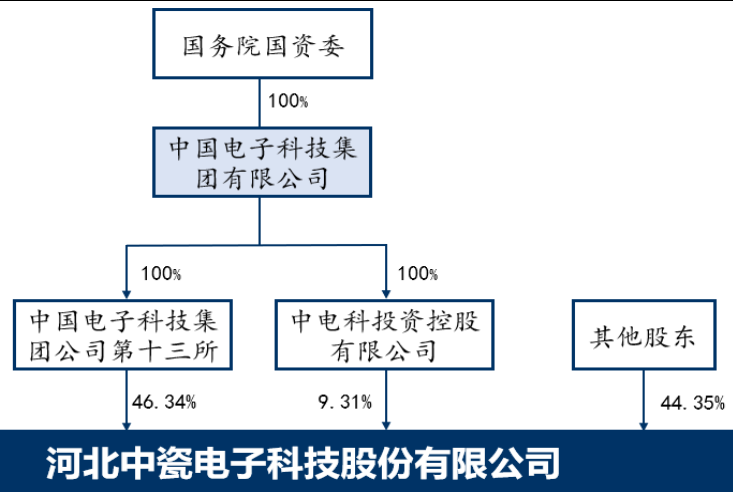 国务院国资委
100%
中国电子科技集
团有限公司
100%
100%
中国电子科技集
团公司第十三所
中电科投资控股
有限公司
其他股东
46.34%
9.31%
44.35%
河北中瓷电子科技股份有限公司